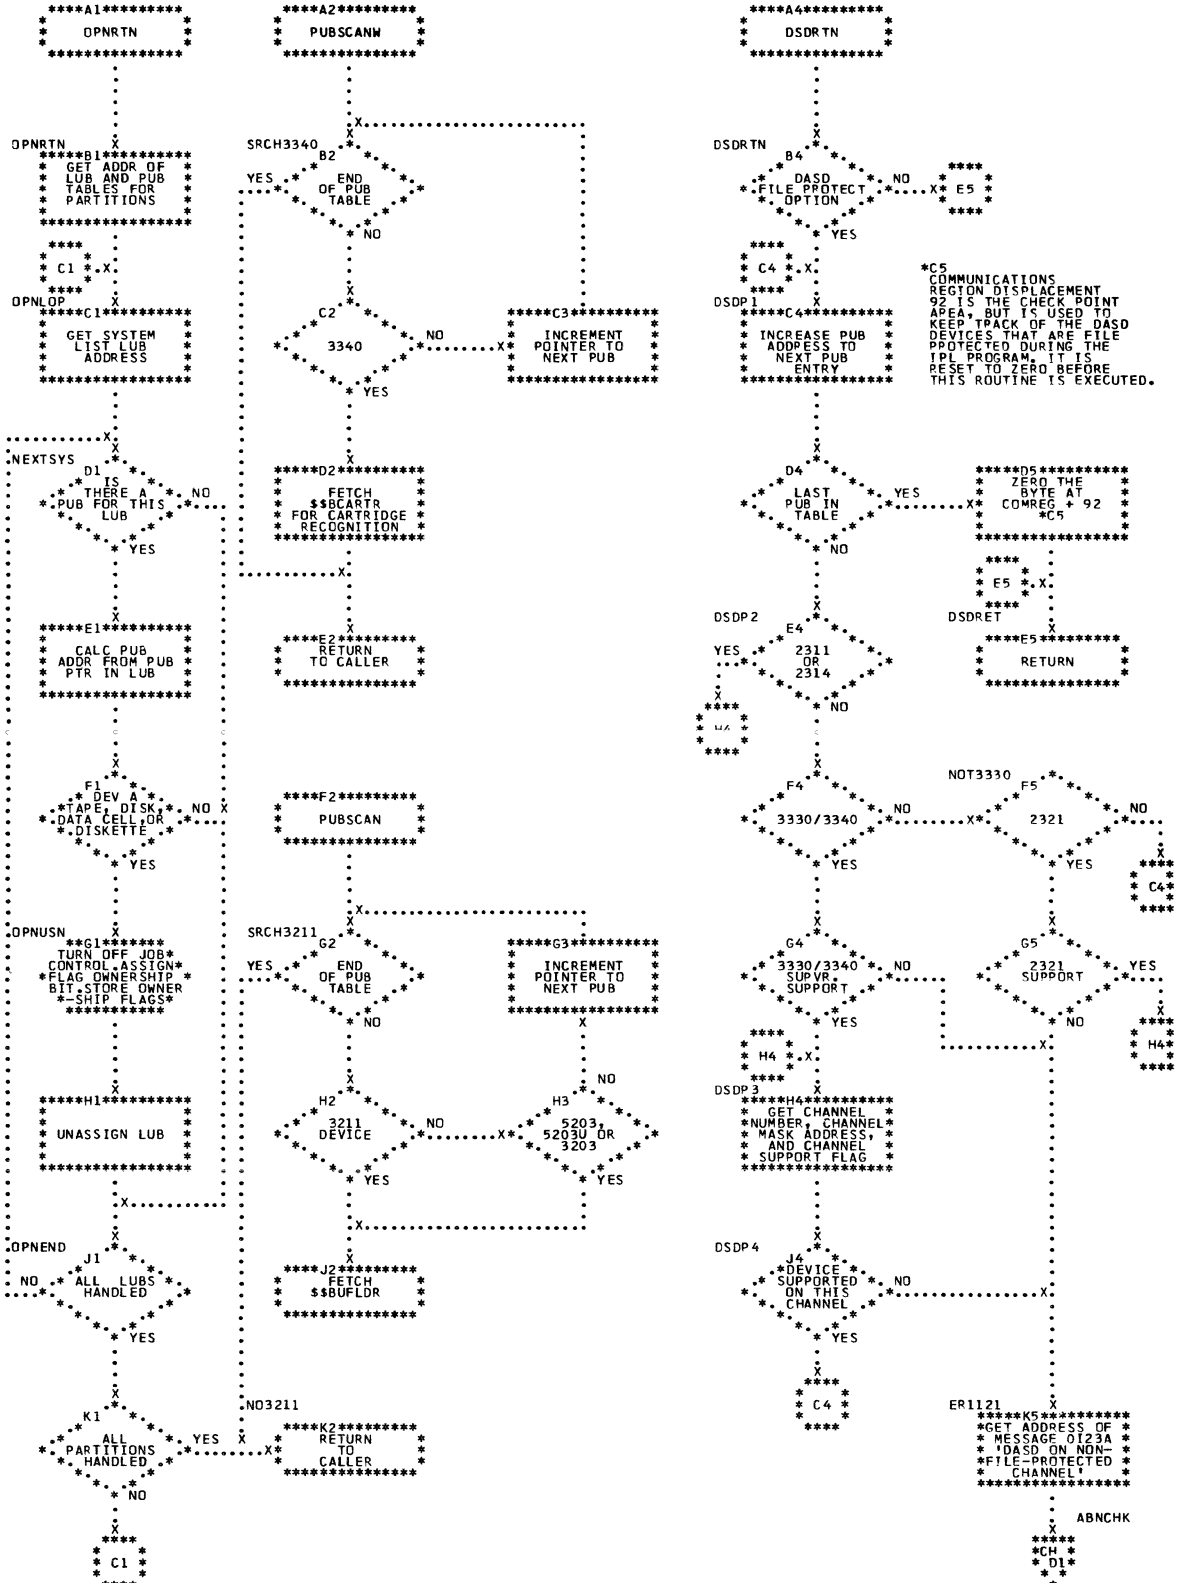 ****A1*********
OPNRTN
****A2*********
PUBSCANW
****A4*********
DSDRTN
OPNRTN
*****B1**********
GET ADDR OF
LUB AND PUB
TABLES FOR
PARTITIONS
SRCH3340
B2
END
OF PUB
TABLE
YES
NO
DSDRTN
B4
DASD
FILE PROTECT
OPTION
NO
E5
YES
C1
OPNLOP
*****C1**********
GET SYSTEM
LIST LUB
ADDRESS
C2
3340
NO
YES
*****C3**********
INCREMENT
POINTER TO
NEXT PUB
C4
DSDP1
*****C4**********
INCREASE PUB
ADDRESS TO
NEXT PUB
ENTRY
*C5
COMMUNICATIONS
REGION DISPLACEMENT
92 IS THE CHECK POINT
AREA, BUT IS USED TO
KEEP TRACK OF THE DASD
DEVICES THAT ARE FILE
PROTECTED DURING THE
IPL PROGRAM. IT IS
RESET TO ZERO BEFORE
THIS ROUTINE IS EXECUTED.
NEXTSYS
D1
IS
THERE A
PUB FOR THIS
LUB
NO
YES
*****D2**********
FETCH
$$BCARTR
FOR CARTRIDGE
RECOGNITION
D4
LAST
PUB IN
TABLE
YES
NO
*****D5**********
ZERO THE
BYTE AT
COMREG + 92
*C5
E5
DSDRET
*****E1**********
CALC PUB
ADDR FROM PUB
PTR IN LUB
****E2*********
RETURN
TO CALLER
DSDP2
E4
2311
OR
2314
YES
NO
H4
****E5*********
RETURN
F1
DEV A
TAPE, DISK,
DATA CELL,OR
DISKETTE
NO
YES
****F2*********
PUBSCAN
F4
3330/3340
NO
YES
NOT3330
F5
2321
NO
YES
C4
OPNUSN
**G1*******
TURN OFF JOB
CONTROL.ASSIGN
FLAG OWNERSHIP
BIT.STORE OWNER
-SHIP FLAGS
SRCH3211
G2
END
OF PUB
TABLE
YES
NO
*****G3**********
INCREMENT
POINTER TO
NEXT PUB
G4
3330/3340
SUPVR.
SUPPORT
NO
YES
G5
2321
SUPPORT
YES
NO
H4
H4
*****H1**********
UNASSIGN LUB
H2
3211
DEVICE
NO
YES
H3
5203,
5203U OR
3203
NO
YES
DSDP3
*****H4**********
GET CHANNEL
NUMBER, CHANNEL
MASK ADDRESS,
AND CHANNEL
SUPPORT FLAG
OPNEND
J1
ALL LUBS
HANDLED
NO
YES
****J2*********
FETCH
$$BUFLDR
DSDP4
J4
DEVICE
SUPPORTED
ON THIS
CHANNEL
NO
YES
C4
K1
ALL
PARTITIONS
HANDLED
YES
NO
C1
NO3211
****K2*********
RETURN
TO
CALLER
ER1121
*****K5**********
GET ADDRESS OF
MESSAGE 0I23A
'DASD ON NON-
FILE-PROTECTED
CHANNEL'
ABNCHK
CH
D1